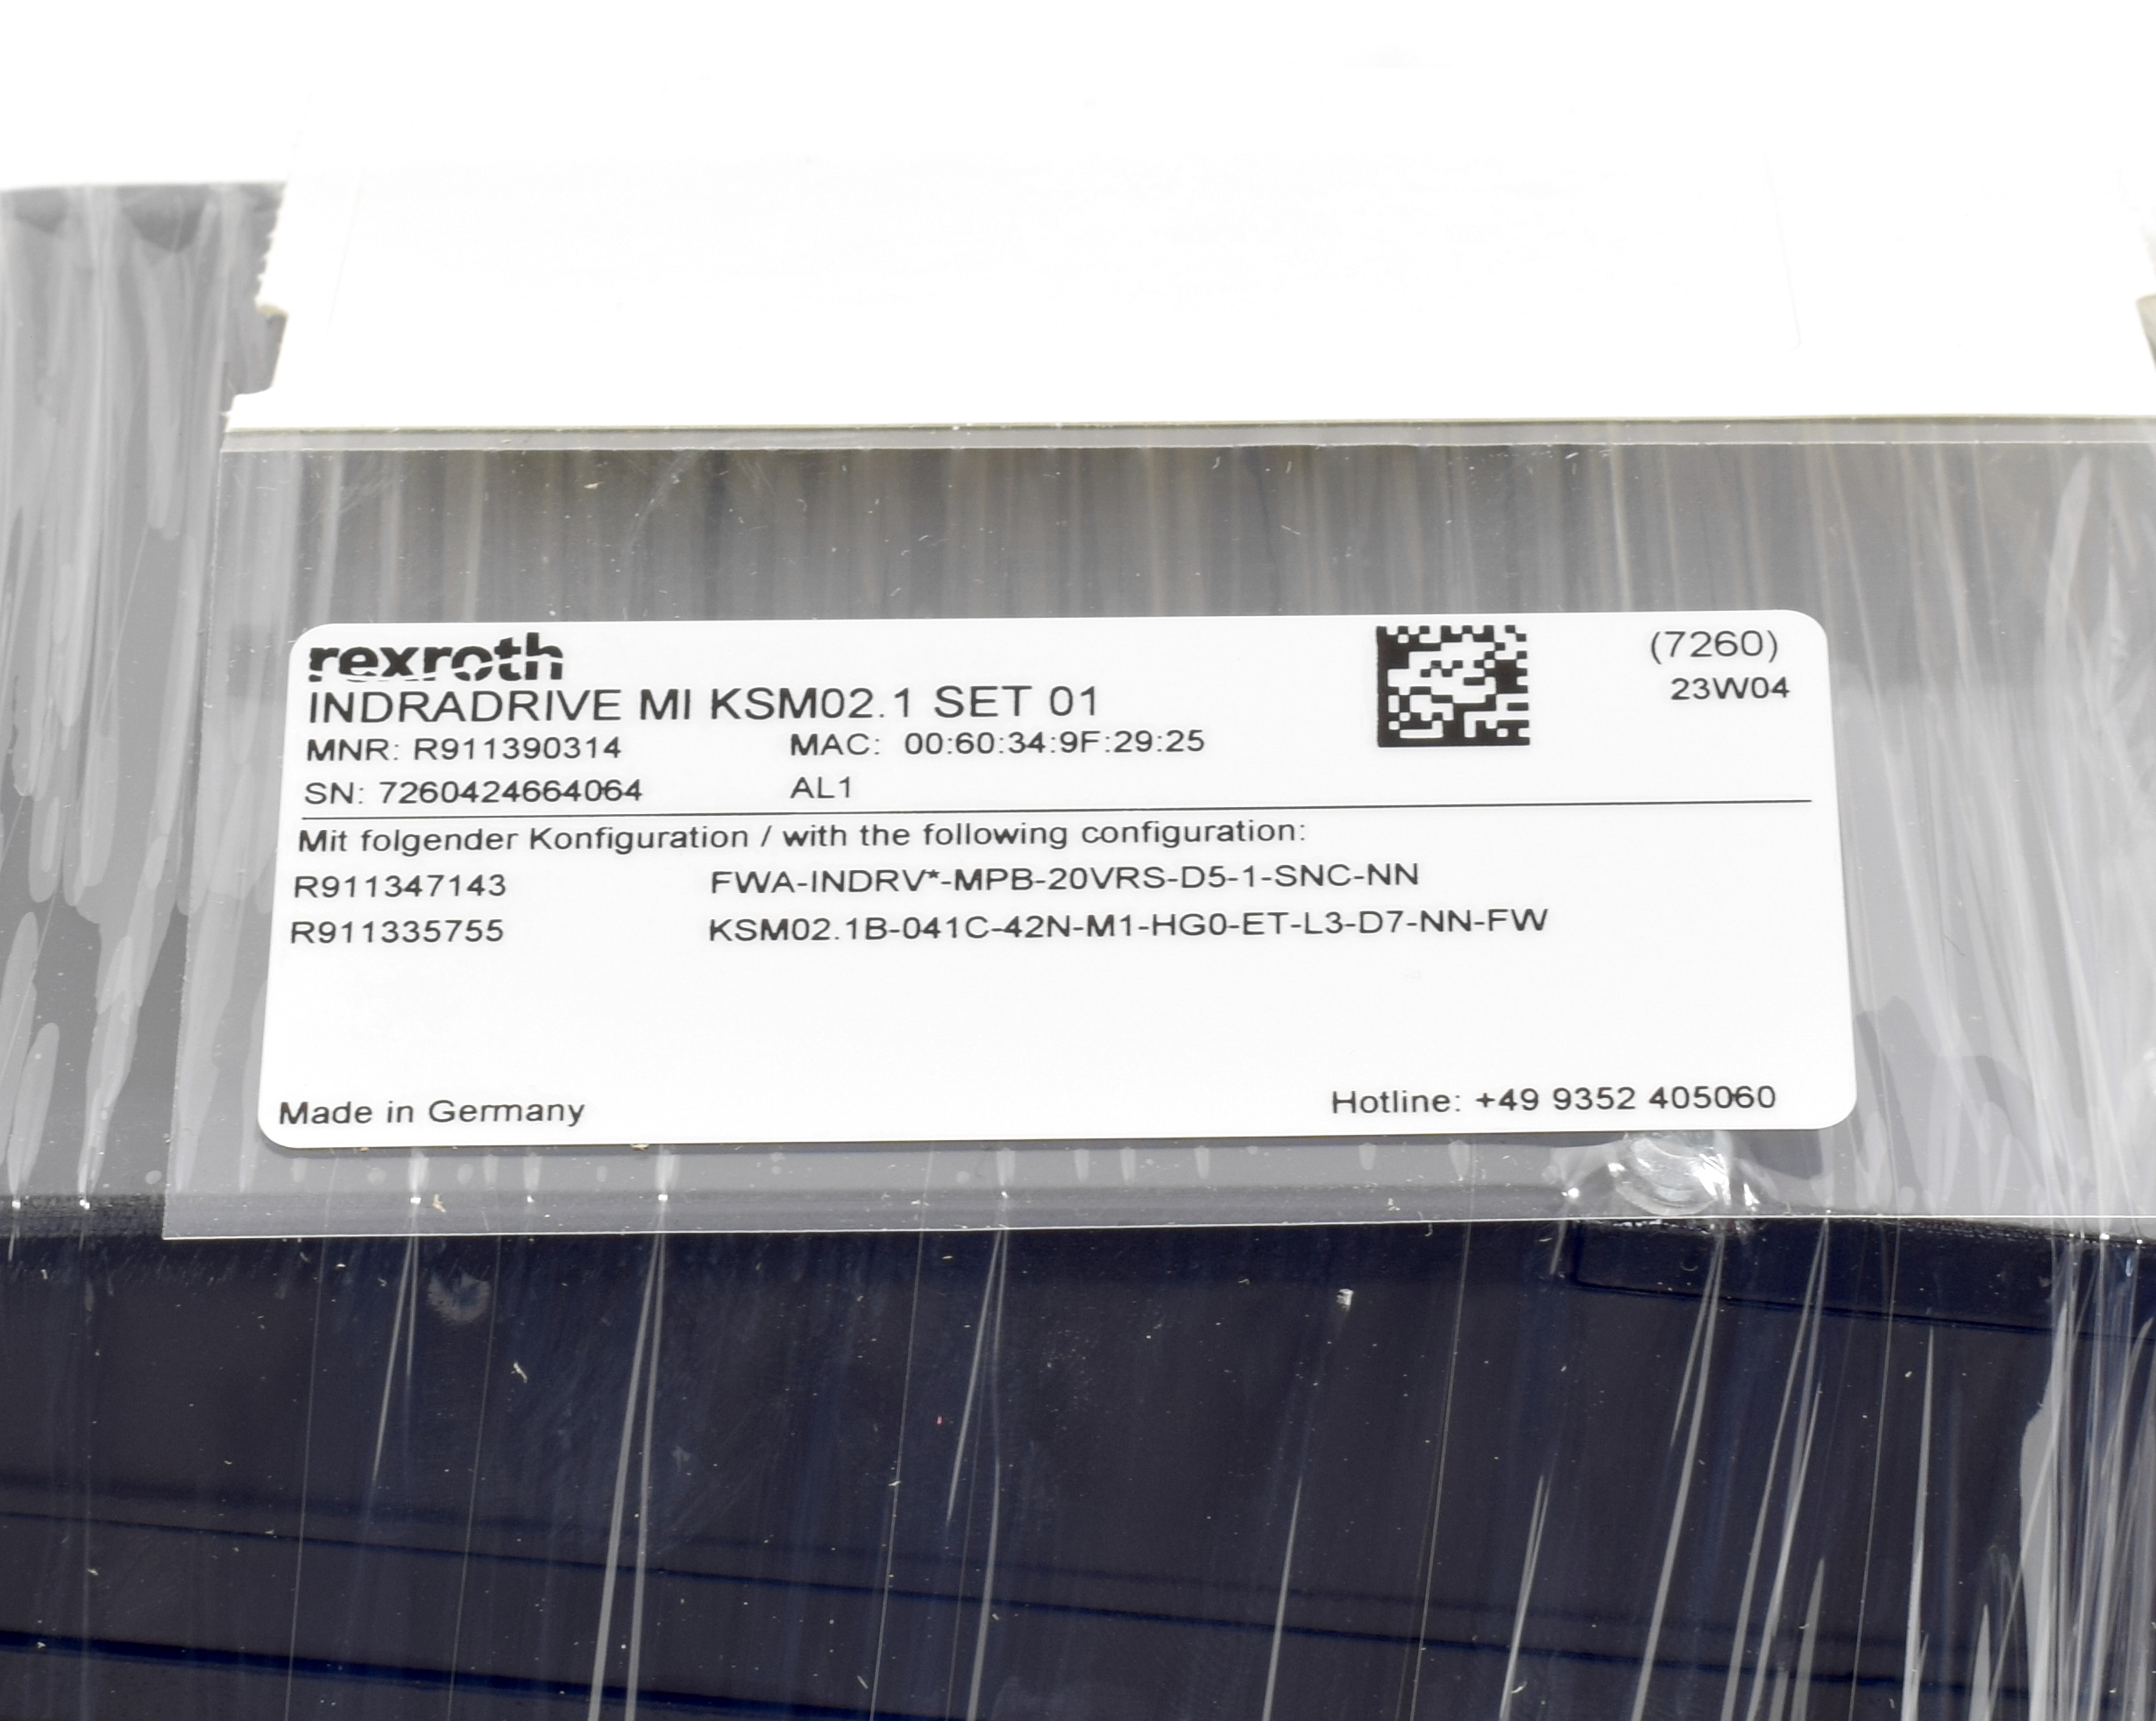 rexroth
(7260)
INDRADRIVE MI KSM02.1 SET 01
23W04
MNR: R911390314 MAC: 00:60:34:9F:29:25
SN: 7260424664064 AL1
Mit folgender Konfiguration / with the following configuration:
R911347143 FWA-INDRV*-MPB-20VRS-D5-1-SNC-NN
R911335755 KSM02.1B-041C-42N-M1-HG0-ET-L3-D7-NN-FW
Made in Germany Hotline: +49 9352 405060